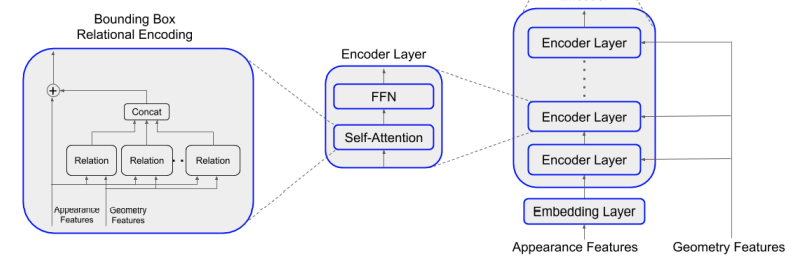 Bounding Box
Relational Encoding
+
Concat
Relation
Relation
Relation
Appearance
Features
Geometry
Features
Encoder Layer
FFN
Self-Attention
Encoder Layer
Encoder Layer
Encoder Layer
Embedding Layer
Appearance Features
Geometry Features